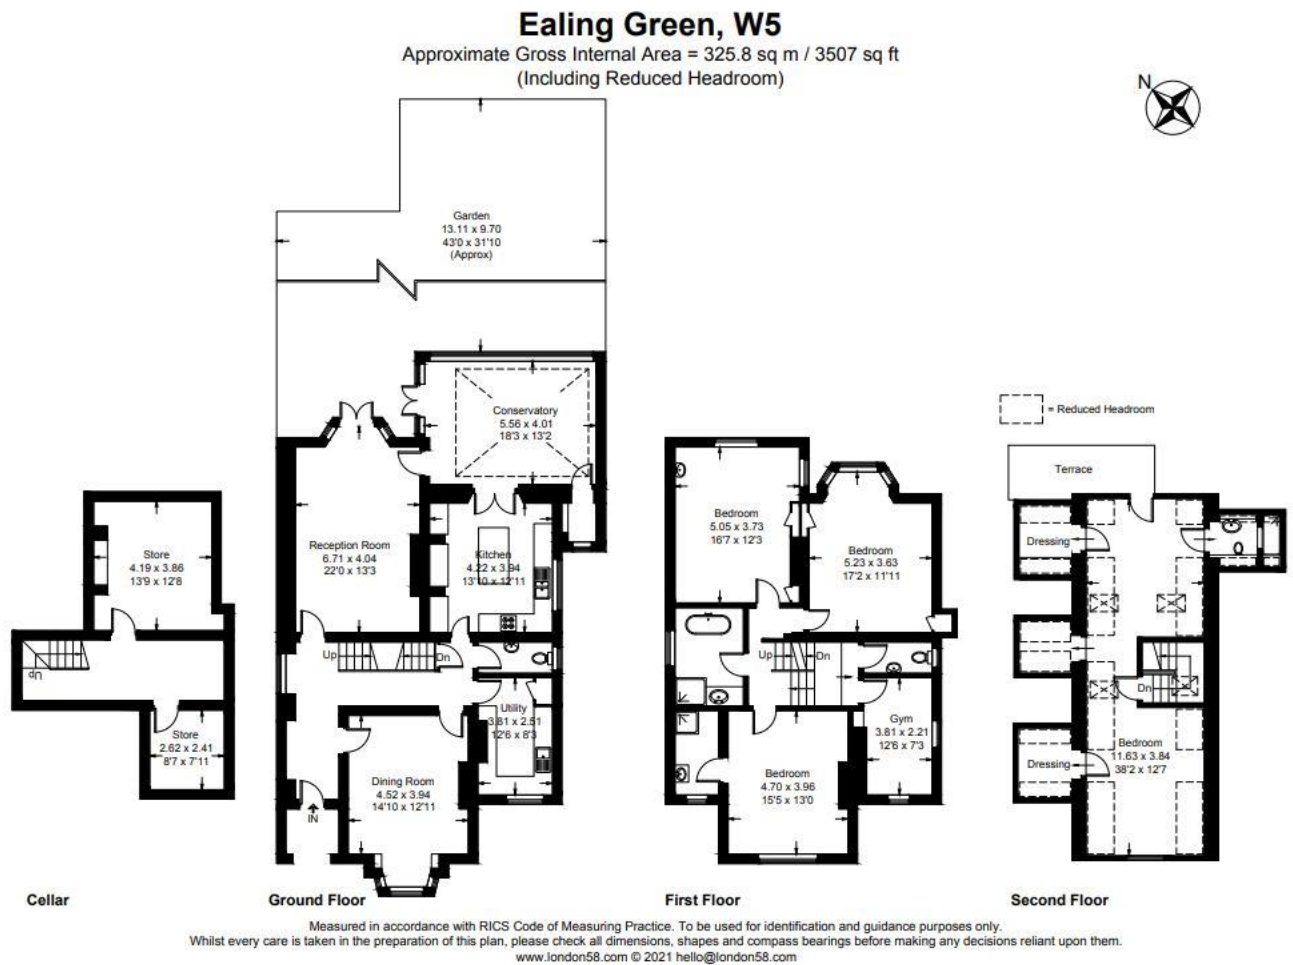 Ealing Green, W5
Approximate Gross Internal Area = 325.8 sq m / 3507 sq ft
(Including Reduced Headroom)
N
Garden
13.11 x 9.70
43'0 x 31'10
(Approx)
Conservatory
5.56 x 4.01
18'3 x 13'2
= Reduced Headroom
Terrace
Store
4.19 x 3.86
13'9 x 12'8
Up
Store
2.62 x 2.41
8'7 x 7'11
Reception Room
6.71 x 4.04
22'0 x 13'3
Kitchen
4.22 x 3.94
13'10 x 12'11
Up
Dn
Utility
3.81 x 2.51
12'6 x 8'3
Dining Room
4.52 x 3.94
14'10 x 12'11
IN
Bedroom
5.05 x 3.73
16'7 x 12'3
Bedroom
5.23 x 3.63
17'2 x 11'11
Up
Dn
Gym
3.81 x 2.21
12'6 x 7'3
Bedroom
4.70 x 3.96
15'5 x 13'0
Dressing
Dn
Bedroom
11.63 x 3.84
38'2 x 12'7
Dressing
Cellar
Ground Floor
First Floor
Second Floor
Measured in accordance with RICS Code of Measuring Practice. To be used for identification and guidance purposes only.
Whilst every care is taken in the preparation of this plan, please check all dimensions, shapes and compass bearings before making any decisions reliant upon them.
www.london58.com © 2021 hello@london58.com